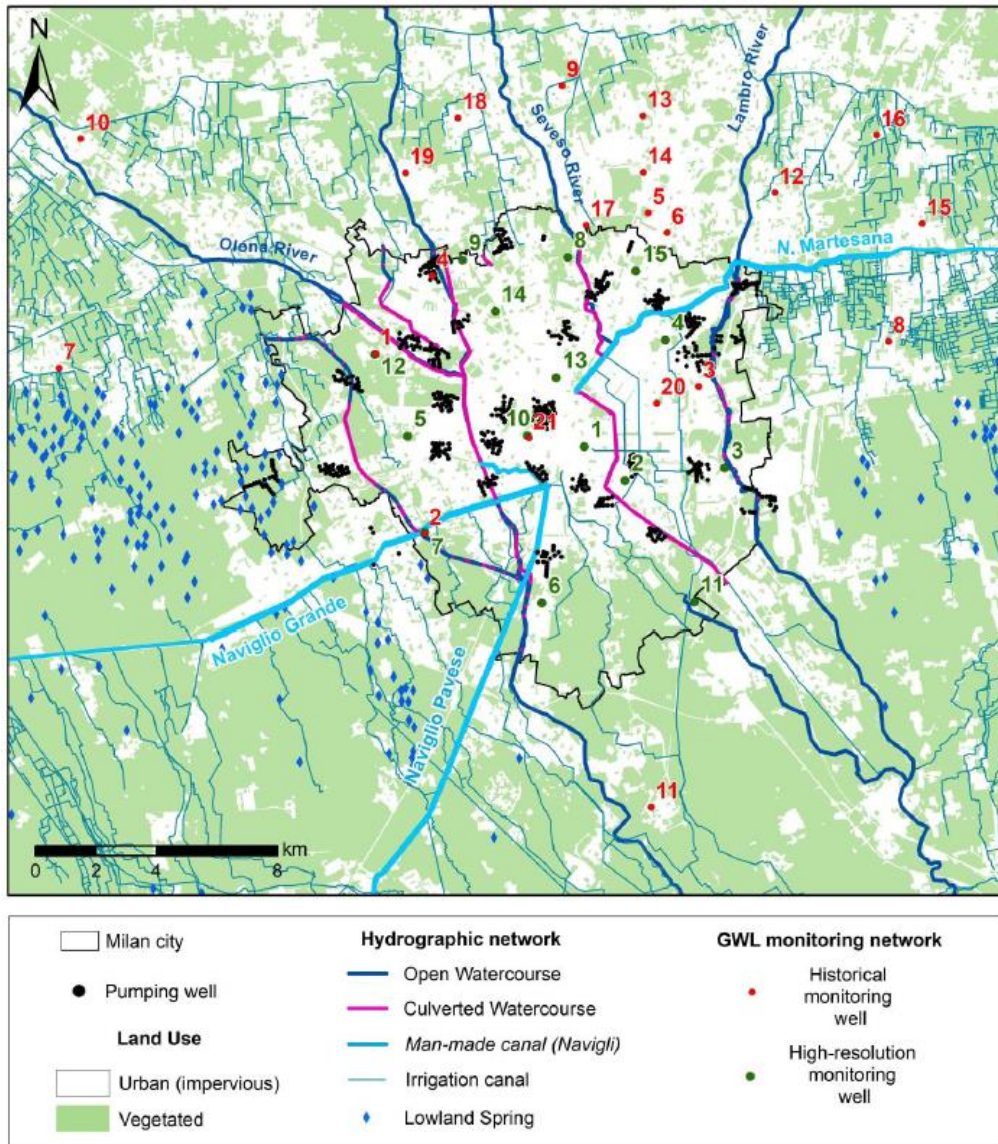 N
9
18
13
10
16
Lambro River
Seveso River
19
14
12
5
17
6
15
N. Martesana
Olona River
9
8
15
4
14
4
8
1
7
12
13
3
20
5
10
21
1
2
3
2
7
11
6
Naviglio Grande
Naviglio Pavese
11
km
0 2 4 8
Milan city
Pumping well
Land Use
Urban (impervious)
Vegetated
Hydrographic network
Open Watercourse
Culverted Watercourse
Man-made canal (Navigli)
Irrigation canal
Lowland Spring
GWL monitoring network
Historical
monitoring
well
High-resolution
monitoring
well